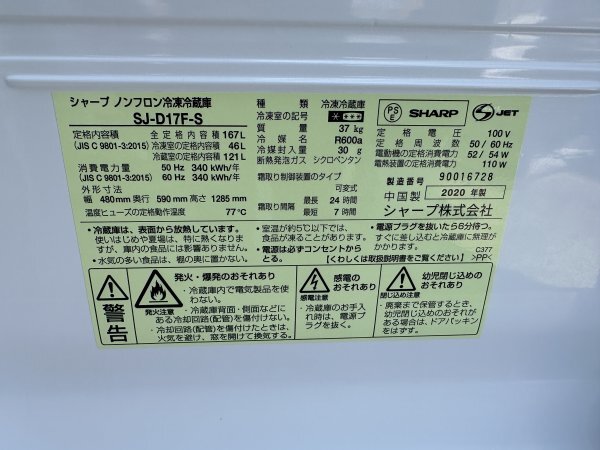 シャープ ノンフロン冷凍冷蔵庫
SJ-D17F-S
定格内容積 全定格内容積 167L
(JIS C 9801-3:2015) 冷凍室内容積 46L
冷蔵室内容積 121L
消費電力量 50 Hz 340 kWh/年
(JIS C 9801-3:2015) 60 Hz 340 kWh/年
外形寸法
幅 480mm 奥行 590mm 高さ 1285mm
温度ヒューズの定格動作温度 77℃
種類 冷凍冷蔵庫
冷凍室の記号
質量 37kg
冷媒名 R600a
冷媒封入量 30g
断熱発泡ガス シクロペンタン
霜取り制御装置のタイプ
可変式
霜取り間隔 最長 24時間
最短 7時間
PS
E
SHARP
JET
定格電圧 100V
定格周波数 50/60Hz
電動機の定格消費電力 52/54W
電熱装置の定格消費電力 110W
製造番号 90016728
中国製 2020年製
シャープ株式会社
・冷蔵庫は、表面から放熱しています。
使いはじめや夏場は、特に熱くなりま
すが、庫内の食品には影響ありません。
・水気の多い食品は、棚の奥に置かない。
・室温が約5℃以下では、
食品が凍ることがあります。
・電源は必ずコンセントから
とる。
・電源プラグを抜いたら6分待つ。
すぐに差し込むと冷蔵庫に無理が
かかります。
【くわしくは取扱説明書をご覧ください】
C377
>PP<
警告
発火・爆発のおそれあり
発火注意
・冷蔵庫内で電気製品を使
わない。
・冷蔵庫背面・側面などに
ある冷却回路(配管)を傷付けない。
・冷却回路(配管)を傷付けたときは、
火気を避け、窓を開けて換気する。
感電の
おそれあり
感電注意
・冷蔵庫のお手入
れ時は、電源
プラグを抜く。
幼児閉じ込めの
おそれあり
閉じ込め注意
・廃棄まで保管するとき、
幼児閉じ込めのおそれが
ある場合は、ドアパッキン
をはずす。